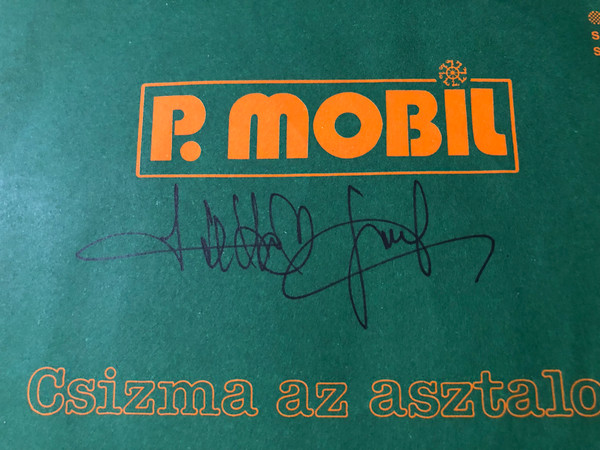 P. MOBIL
Csizma az asztalo